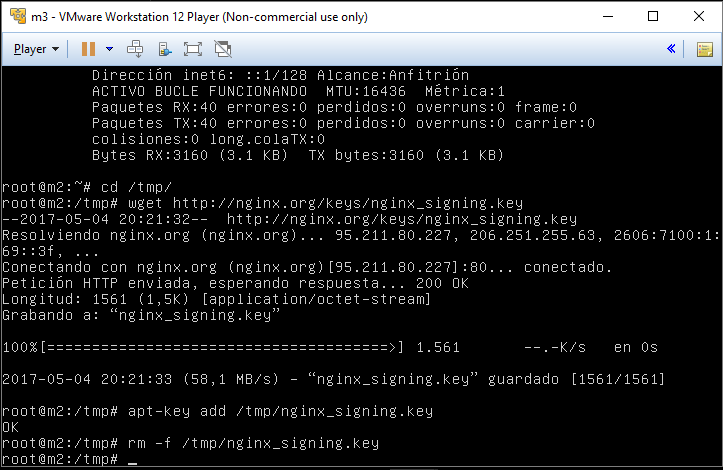 m3 - VMware Workstation 12 Player (Non-commercial use only)
Player
Dirección inet6: ::1/128 Alcance:Anfitrión
ACTIVO BUCLE FUNCIONANDO  MTU:16436  Métrica:1
Paquetes RX:40 errores:0 perdidos:0 overruns:0 frame:0
Paquetes TX:40 errores:0 perdidos:0 overruns:0 carrier:0
colisiones:0 long.colaTX:0
Bytes RX:3160 (3.1 KB)  TX bytes:3160 (3.1 KB)
root@m2:~# cd /tmp/
root@m2:/tmp# wget http://nginx.org/keys/nginx_signing.key
--2017-05-04 20:21:32--  http://nginx.org/keys/nginx_signing.key
Resolviendo nginx.org (nginx.org)... 95.211.80.227, 206.251.255.63, 2606:7100:1:
69::3f, ...
Conectando con nginx.org (nginx.org)[95.211.80.227]:80... conectado.
Petición HTTP enviada, esperando respuesta... 200 OK
Longitud: 1561 (1,5K) [application/octet-stream]
Grabando a: “nginx_signing.key”
100%[======================================>] 1.561       --.-K/s   en 0s
2017-05-04 20:21:33 (58,1 MB/s) - “nginx_signing.key” guardado [1561/1561]
root@m2:/tmp# apt-key add /tmp/nginx_signing.key
OK
root@m2:/tmp# rm -f /tmp/nginx_signing.key
root@m2:/tmp# _